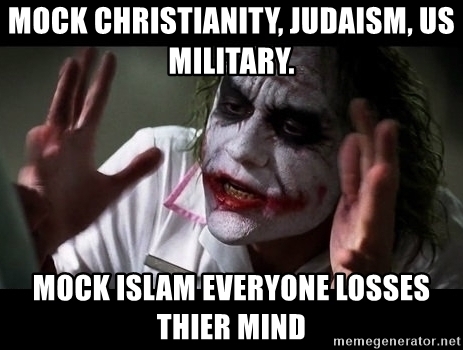 MOCK CHRISTIANITY, JUDAISM, US
MILITARY.
MOCK ISLAM EVERYONE LOSSES
THIER MIND
memegenerator.net